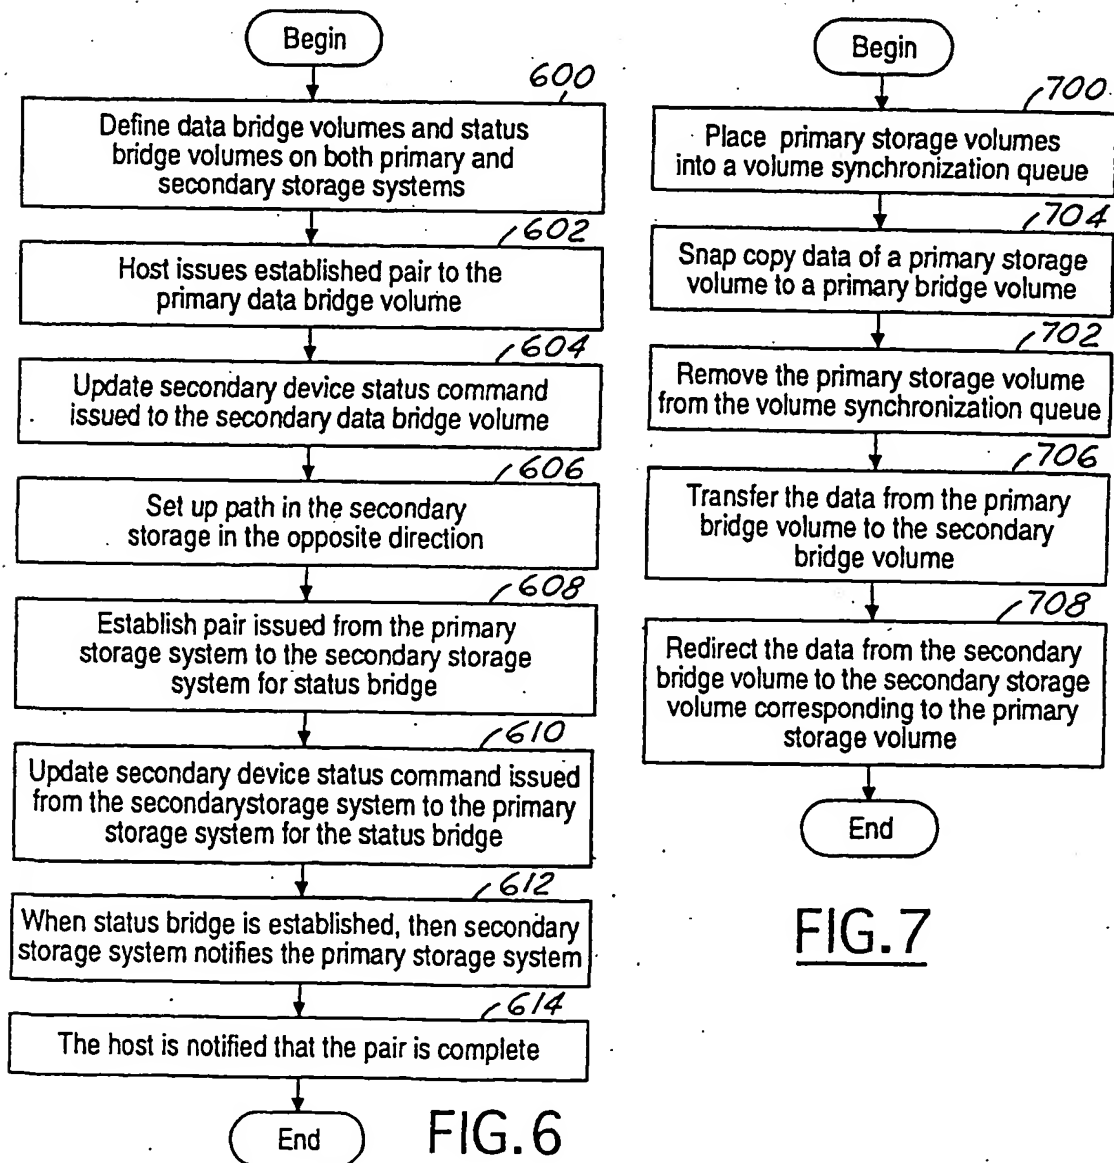 Begin
600
Define data bridge volumes and status
bridge volumes on both primary and
secondary storage systems
602
Host issues established pair to the
primary data bridge volume
604
Update secondary device status command
issued to the secondary data bridge volume
606
Set up path in the secondary
storage in the opposite direction
608
Establish pair issued from the primary
storage system to the secondary storage
system for status bridge
610
Update secondary device status command issued
from the secondarystorage system to the primary
storage system for the status bridge
612
When status bridge is established, then secondary
storage system notifies the primary storage system
614
The host is notified that the pair is complete
End
FIG.6
Begin
700
Place primary storage volumes
into a volume synchronization queue
704
Snap copy data of a primary storage
volume to a primary bridge volume
702
Remove the primary storage volume
from the volume synchronization queue
706
Transfer the data from the primary
bridge volume to the secondary
bridge volume
708
Redirect the data from the secondary
bridge volume to the secondary storage
volume corresponding to the primary
storage volume
End
FIG.7